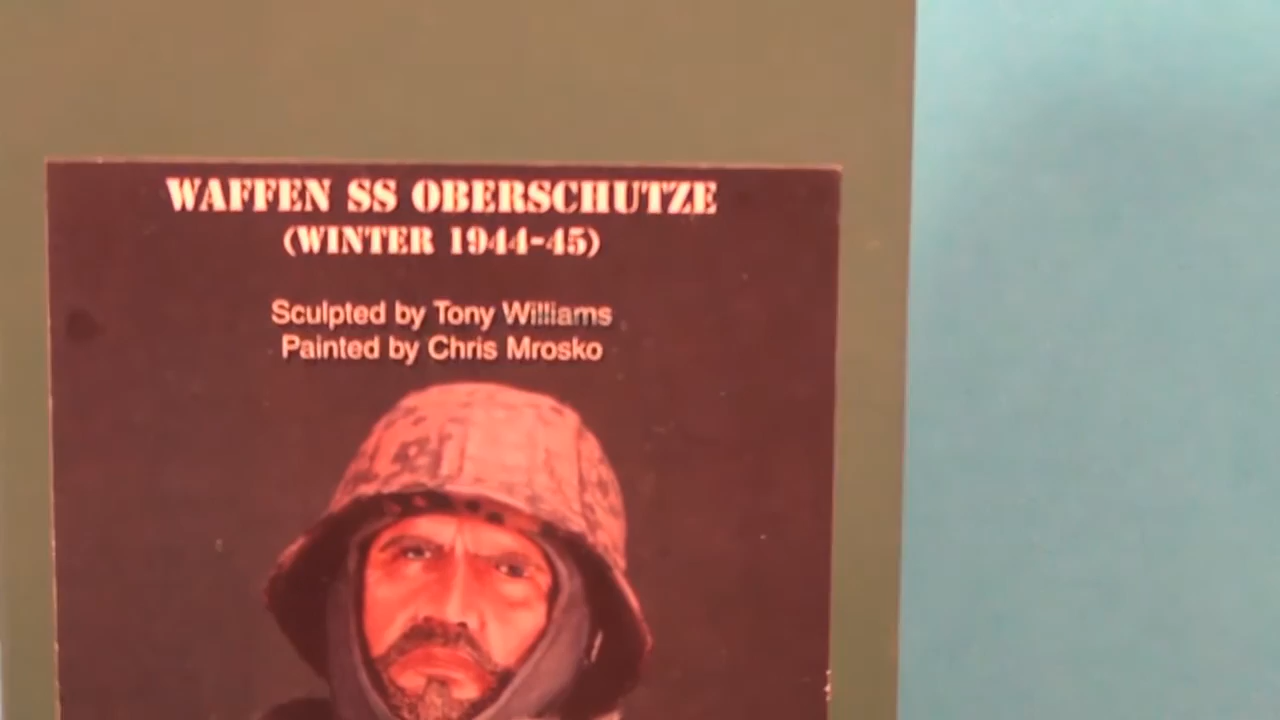 WAFFEN SS OBERSCHUTZE
(WINTER 1944-45)
Sculpted by Tony Williams
Painted by Chris Mrosko